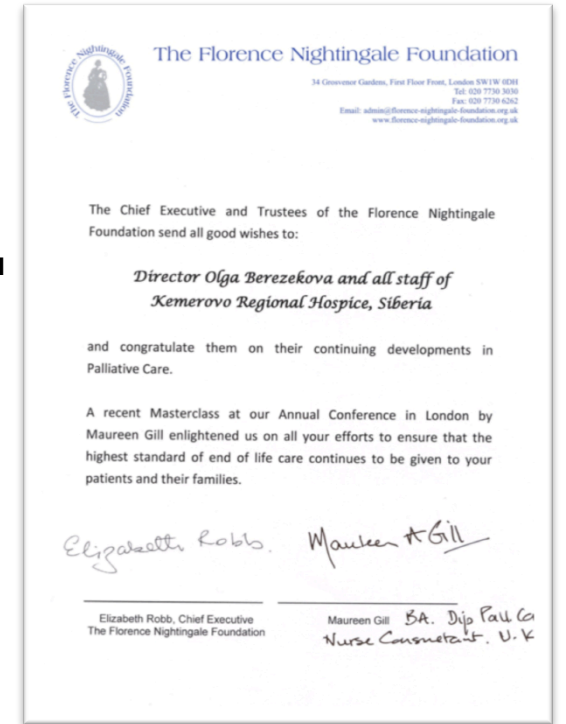 The Florence Nightingale Foundation
The Florence Nightingale Foundation
34 Grosvenor Gardens, First Floor Front, London SW1W 0DH
Tel: 020 7730 3030
Fax: 020 7730 6262
Email: admin@florence-nightingale-foundation.org.uk
www.florence-nightingale-foundation.org.uk
The Chief Executive and Trustees of the Florence Nightingale
Foundation send all good wishes to:
Director Olga Berezekova and all staff of
Kemerovo Regional Hospice, Siberia
and congratulate them on their continuing developments in
Palliative Care.
A recent Masterclass at our Annual Conference in London by
Maureen Gill enlightened us on all your efforts to ensure that the
highest standard of end of life care continues to be given to your
patients and their families.
Elizabeth Robb. Maureen A Gill
Elizabeth Robb, Chief Executive
The Florence Nightingale Foundation
Maureen Gill BA. Dip Pall Ca
Nurse Consultant. U.K